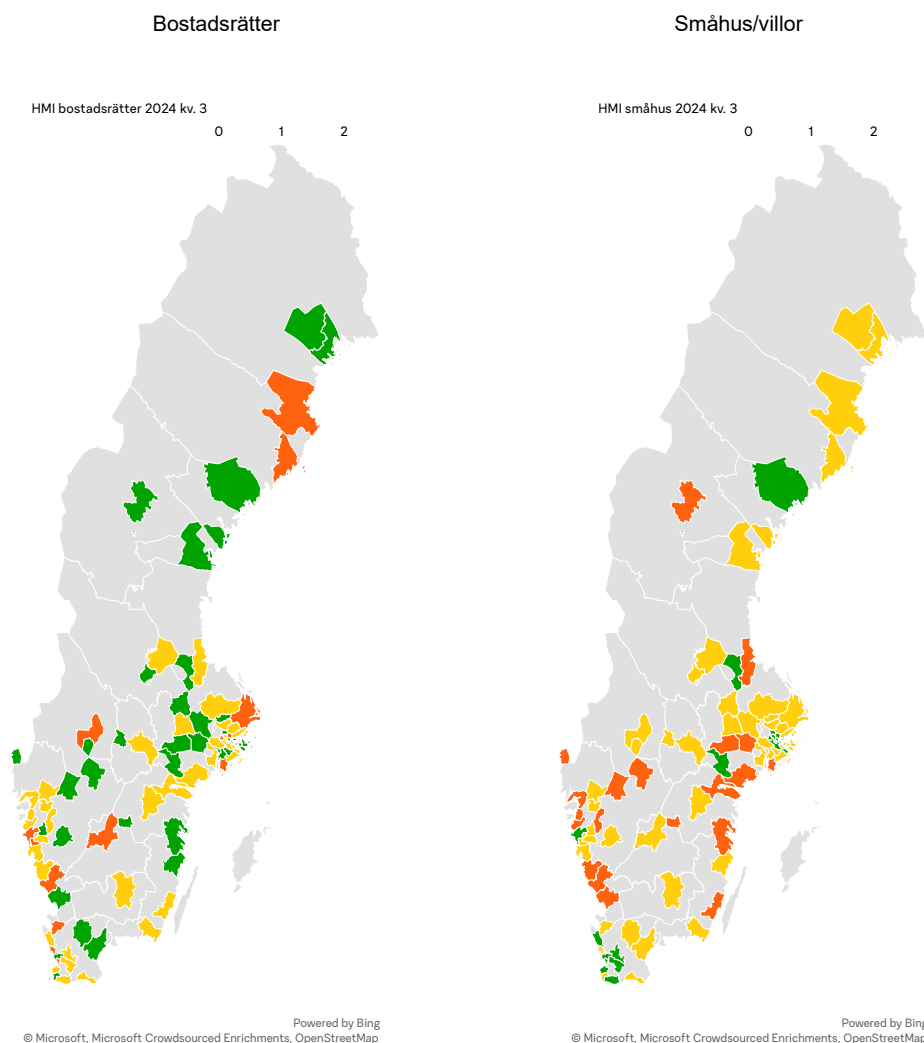 Bostadsrätter
Småhus/villor
HMI bostadsrätter 2024 kv. 3
0 1 2
HMI småhus 2024 kv. 3
0 1 2
Powered by Bing
© Microsoft, Microsoft Crowdsourced Enrichments, OpenStreetMap
Powered by Bing
© Microsoft, Microsoft Crowdsourced Enrichments, OpenStreetMap